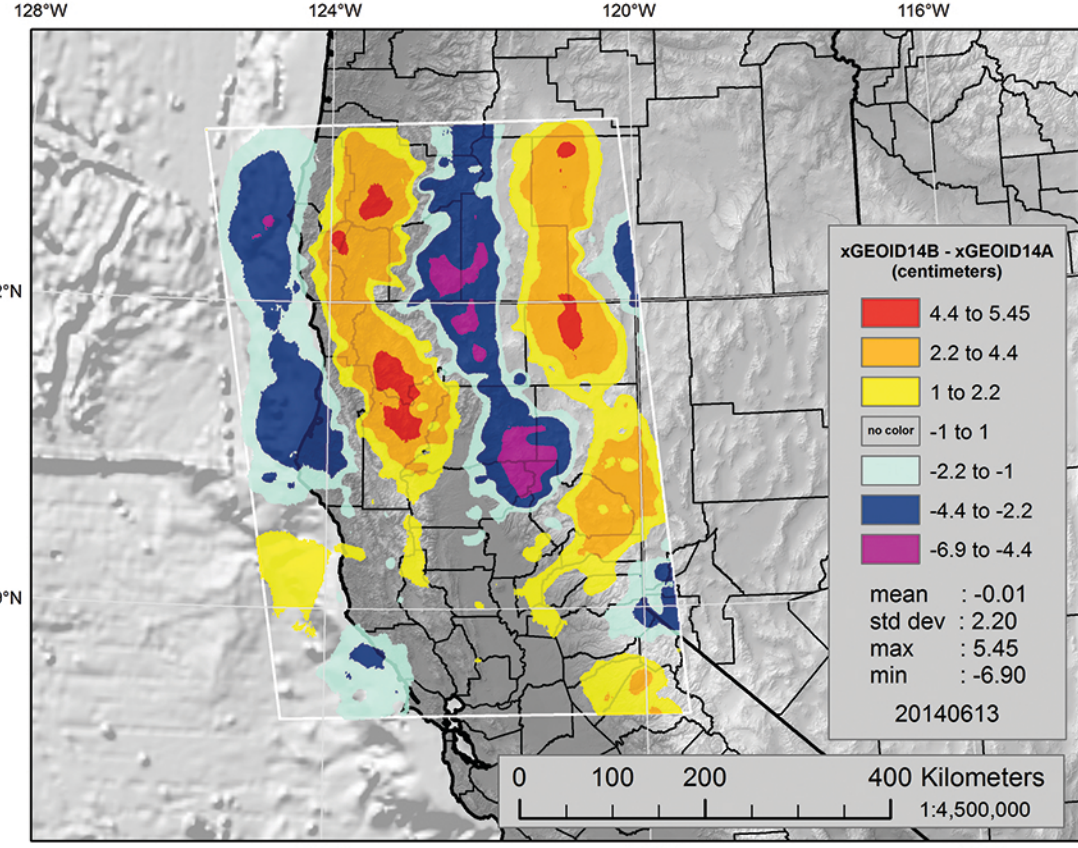 128°W 124°W 120°W 116°W
2°N
°N
xGEOID14B - xGEOID14A
(centimeters)
4.4 to 5.45
2.2 to 4.4
1 to 2.2
no color -1 to 1
-2.2 to -1
-4.4 to -2.2
-6.9 to -4.4
mean : -0.01
std dev : 2.20
max : 5.45
min : -6.90
20140613
0 100 200 400 Kilometers
1:4,500,000